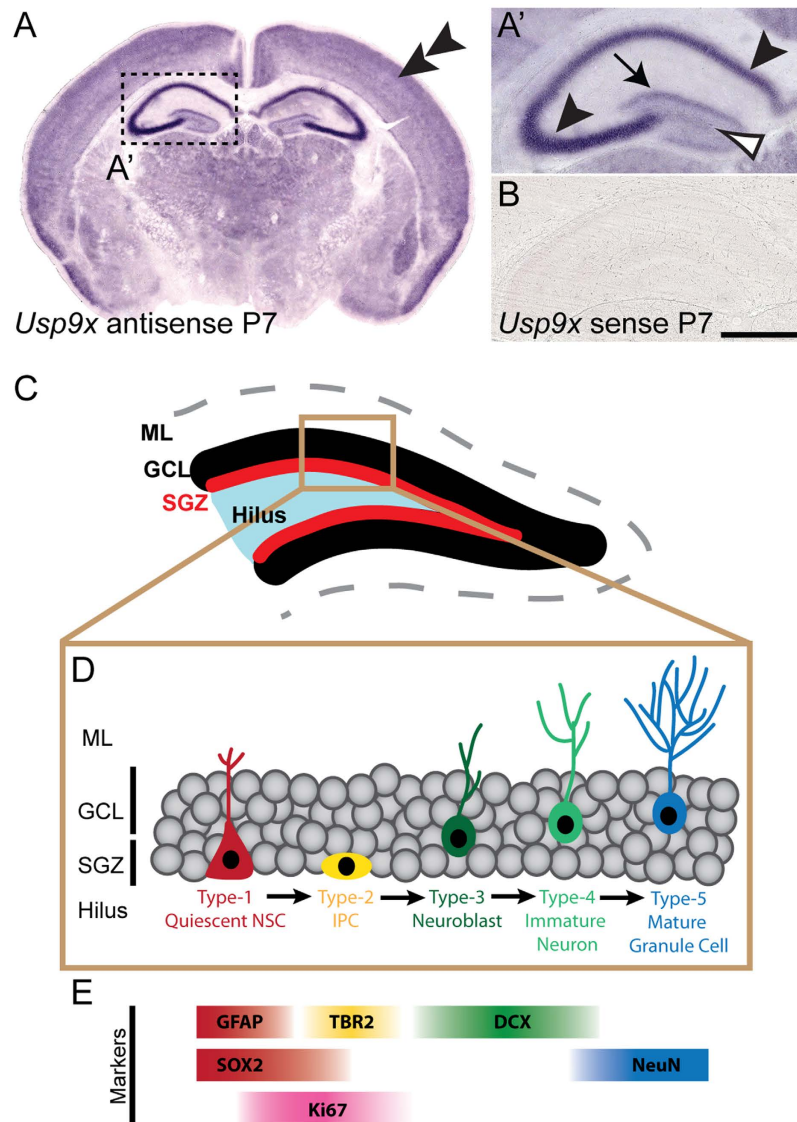 A
A'
Usp9x antisense P7
A'
B
Usp9x sense P7
C
ML
GCL
SGZ
Hilus
D
ML
GCL
SGZ
Hilus
Type-1
Quiescent NSC
Type-2
IPC
Type-3
Neuroblast
Type-4
Immature
Neuron
Type-5
Mature
Granule Cell
E
Markers
GFAP TBR2 DCX
SOX2 NeuN
Ki67